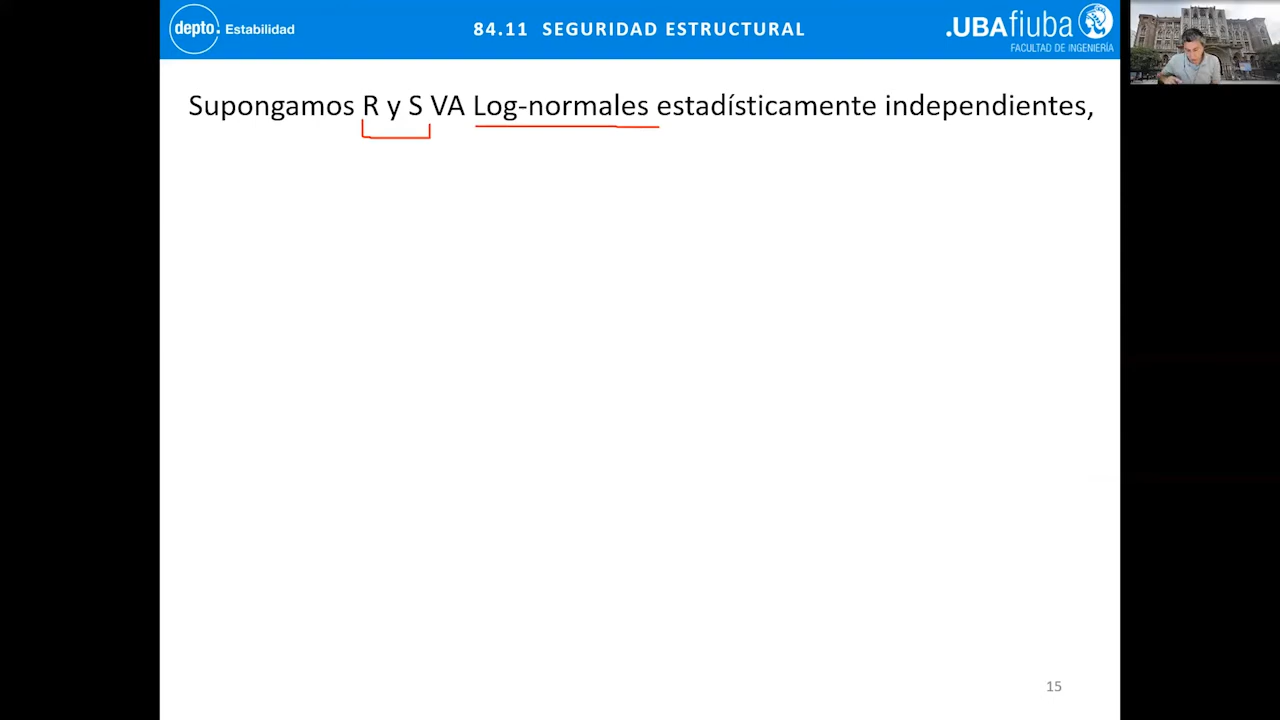 depto.
Estabilidad
84.11 SEGURIDAD ESTRUCTURAL
.UBAfiuba
FACULTAD DE INGENIERÍA
Supongamos R y S VA Log-normales estadísticamente independientes,
15